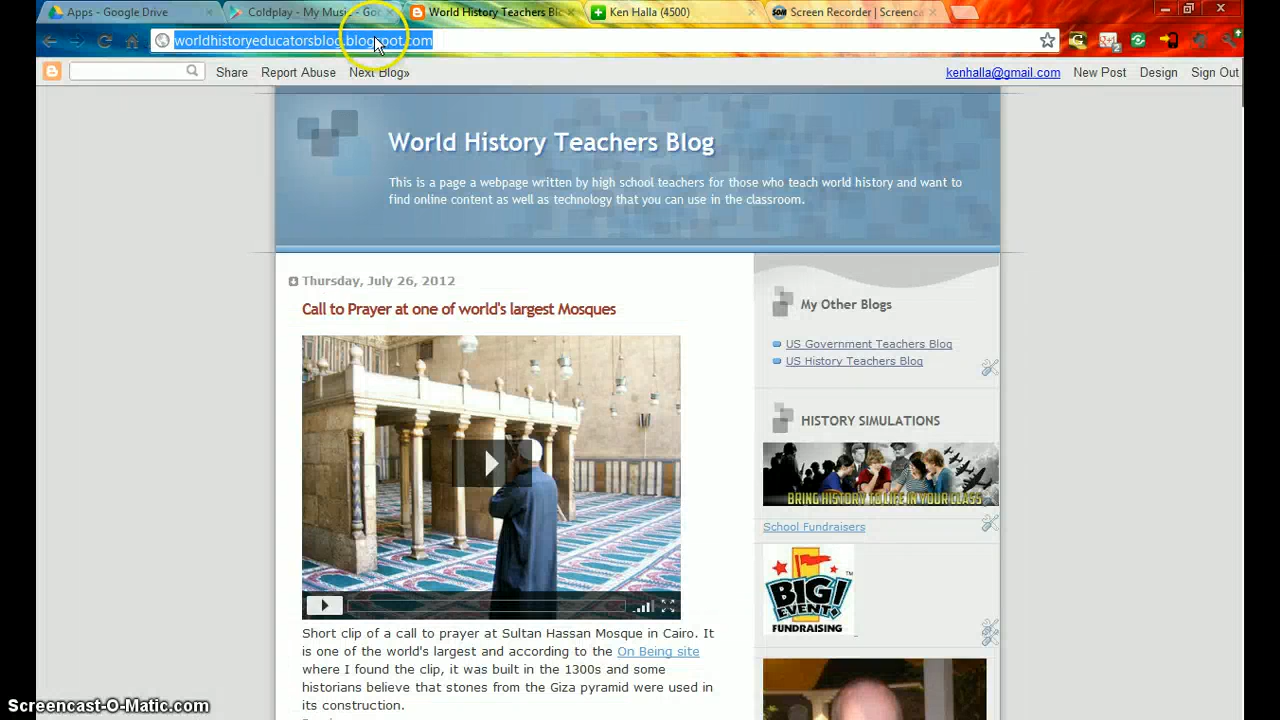 Apps - Google Drive
Coldplay - My Music - Goo
World History Teachers Blo
Ken Halla (4500)
Screen Recorder | Screenca
worldhistoryeducatorsblog.blogspot.com
Share
Report Abuse
Next Blog»
kenhalla@gmail.com
New Post
Design
Sign Out
World History Teachers Blog
This is a page a webpage written by high school teachers for those who teach world history and want to
find online content as well as technology that you can use in the classroom.
Thursday, July 26, 2012
Call to Prayer at one of world's largest Mosques
Short clip of a call to prayer at Sultan Hassan Mosque in Cairo. It
is one of the world's largest and according to the On Being site
where I found the clip, it was built in the 1300s and some
historians believe that stones from the Giza pyramid were used in
its construction.
My Other Blogs
US Government Teachers Blog
US History Teachers Blog
HISTORY SIMULATIONS
BRING HISTORY TO LIFE IN YOUR CLASS
School Fundraisers
BIG!
EVENT!
TM
FUNDRAISING
Screencast-O-Matic.com